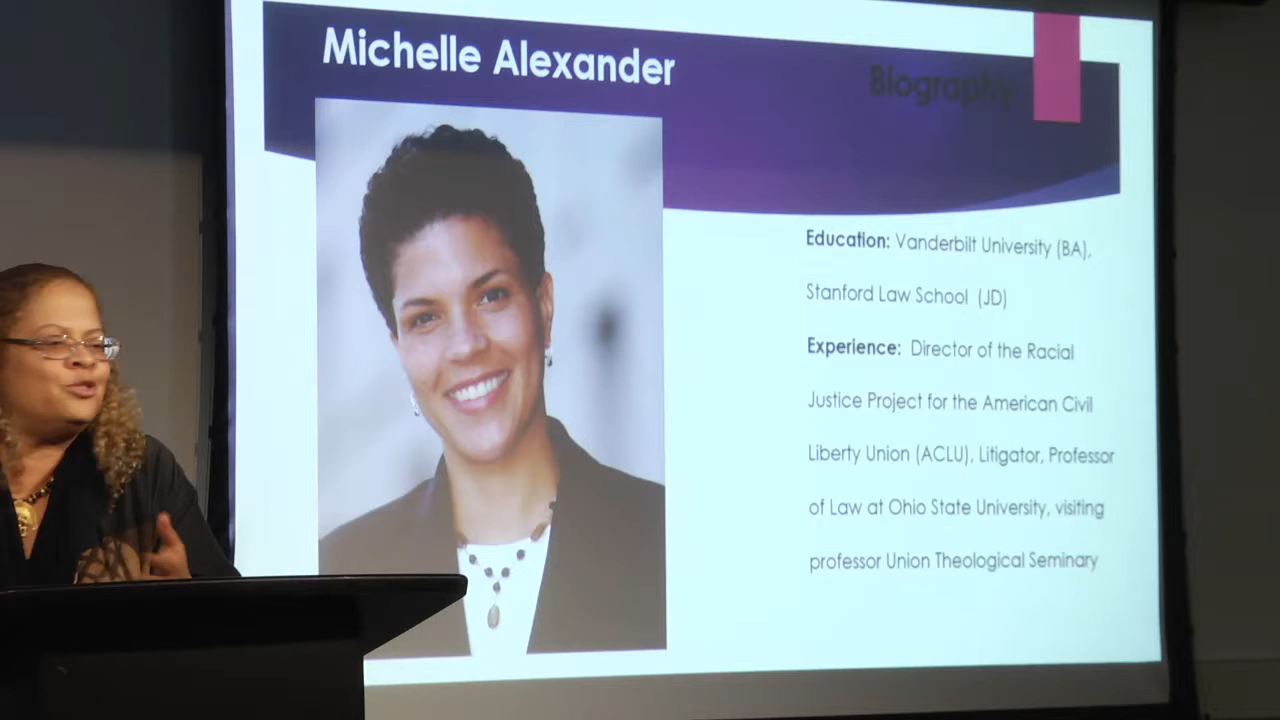 Michelle Alexander
Biography
Education: Vanderbilt University (BA),
Stanford Law School (JD)
Experience: Director of the Racial
Justice Project for the American Civil
Liberty Union (ACLU), Litigator, Professor
of Law at Ohio State University, visiting
professor Union Theological Seminary